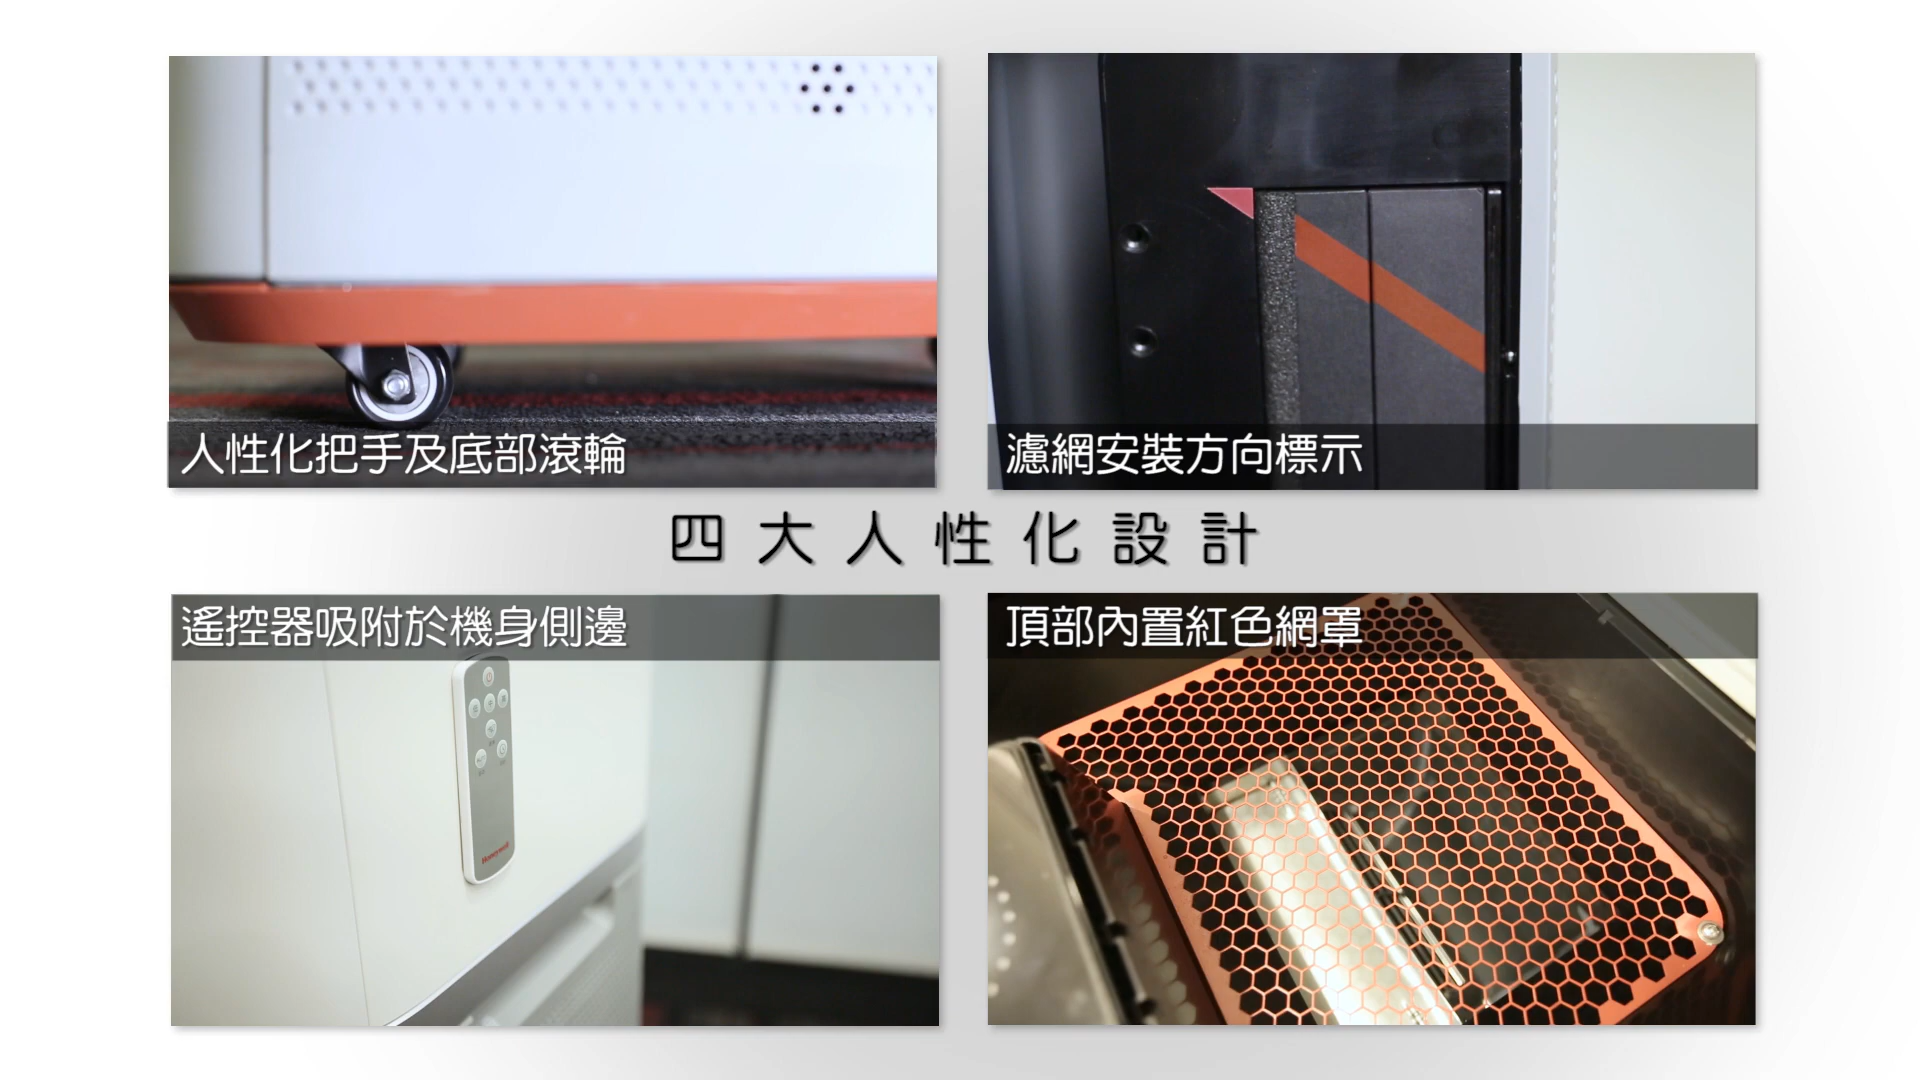 人性化把手及底部滾輪
濾網安裝方向標示
四大人性化設計
遙控器吸附於機身側邊
頂部內置紅色網罩
Honeywell